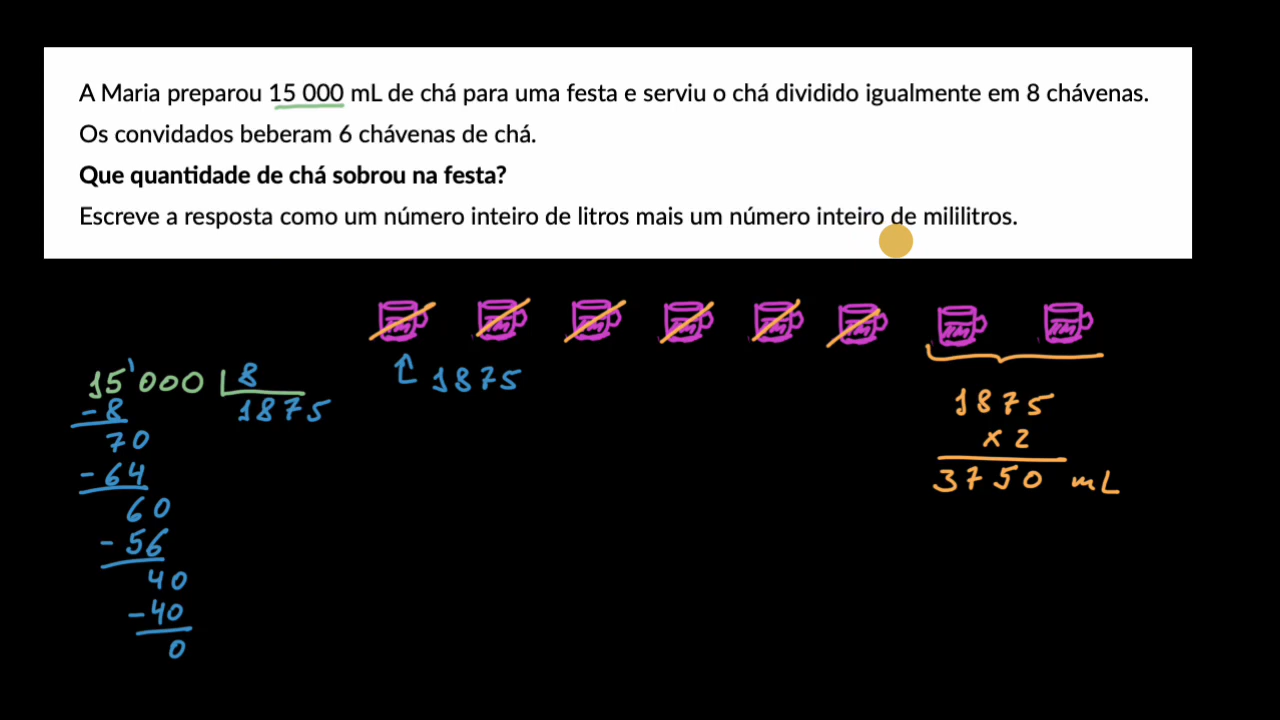 A Maria preparou 15 000 mL de chá para uma festa e serviu o chá dividido igualmente em 8 chávenas.
Os convidados beberam 6 chávenas de chá.
Que quantidade de chá sobrou na festa?
Escreve a resposta como um número inteiro de litros mais um número inteiro de mililitros.
15'000 8
- 8 1875
70
- 64
60
- 56
40
- 40
0
1875
1875
x 2
3750 mL